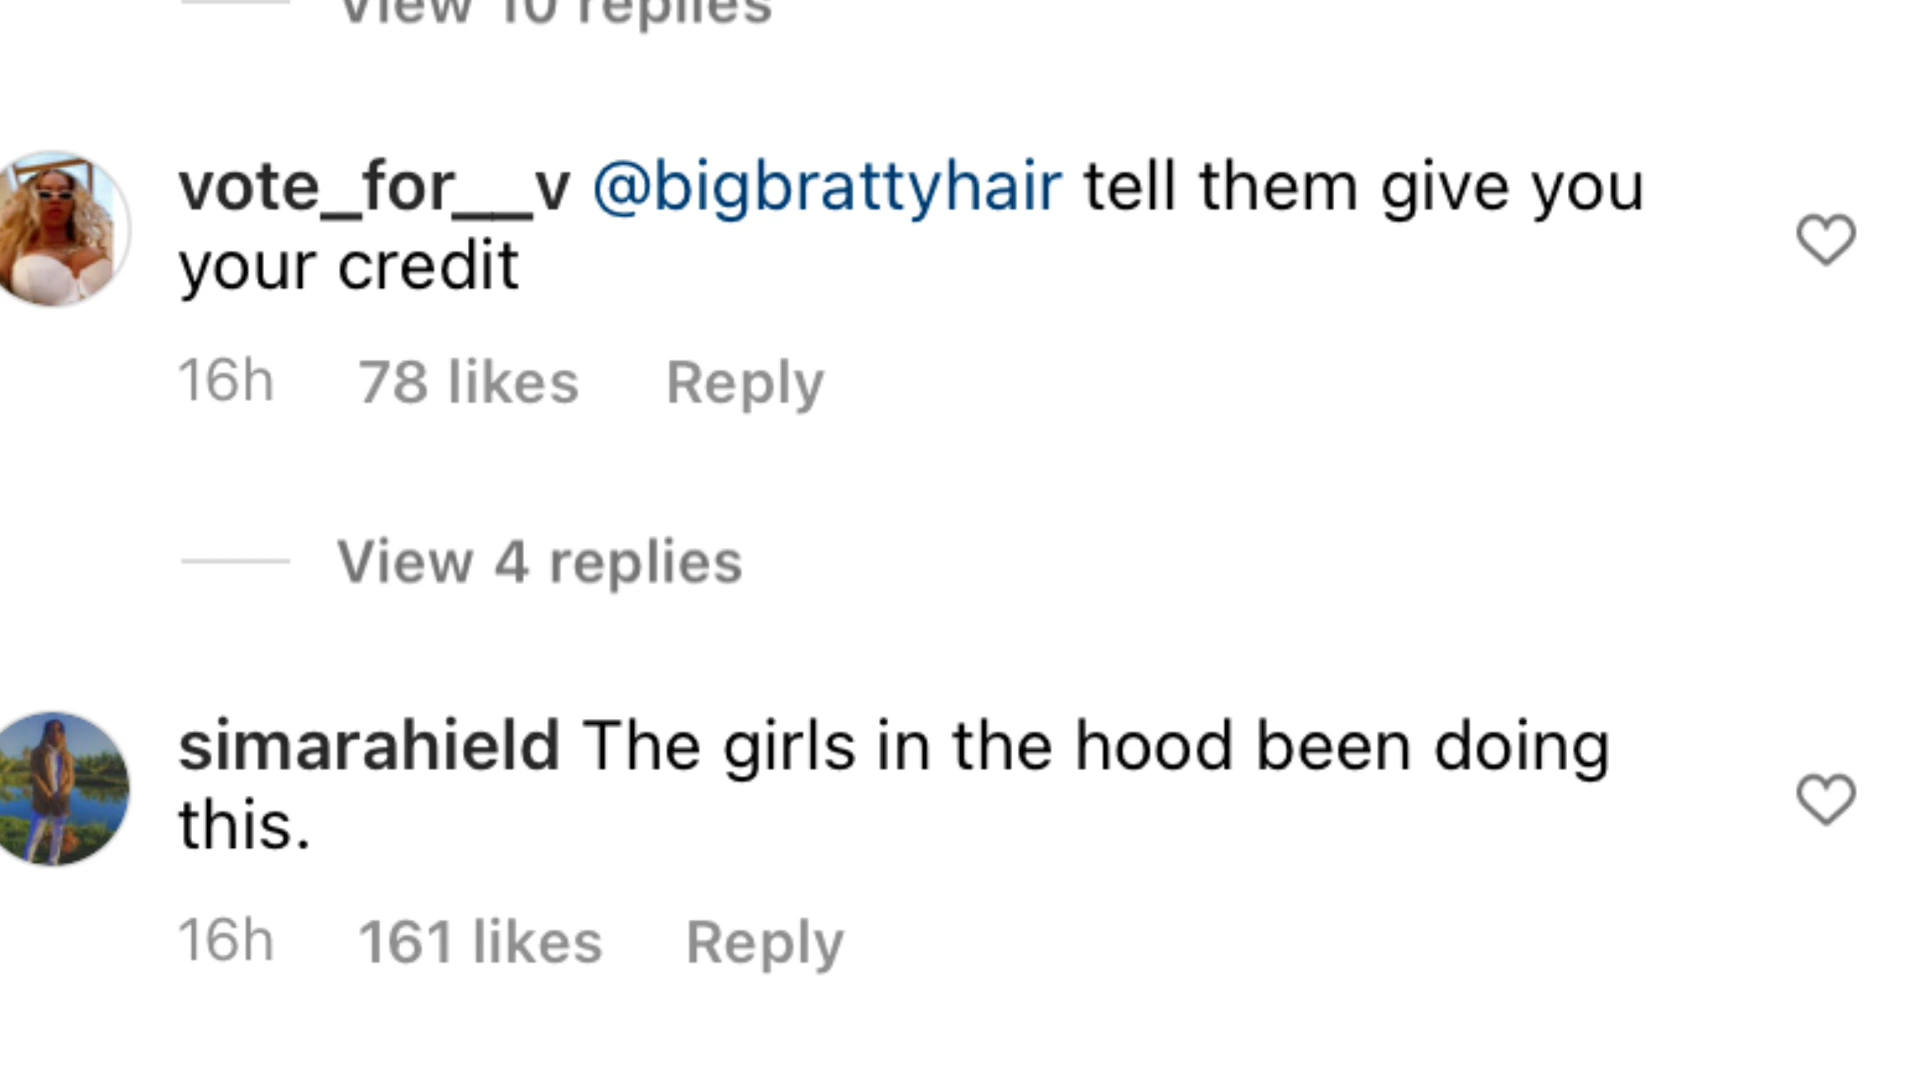 View 10 replies
vote_for__v @bigbrattyhair tell them give you
your credit
16h 78 likes Reply
View 4 replies
simarahield The girls in the hood been doing
this.
16h 161 likes Reply